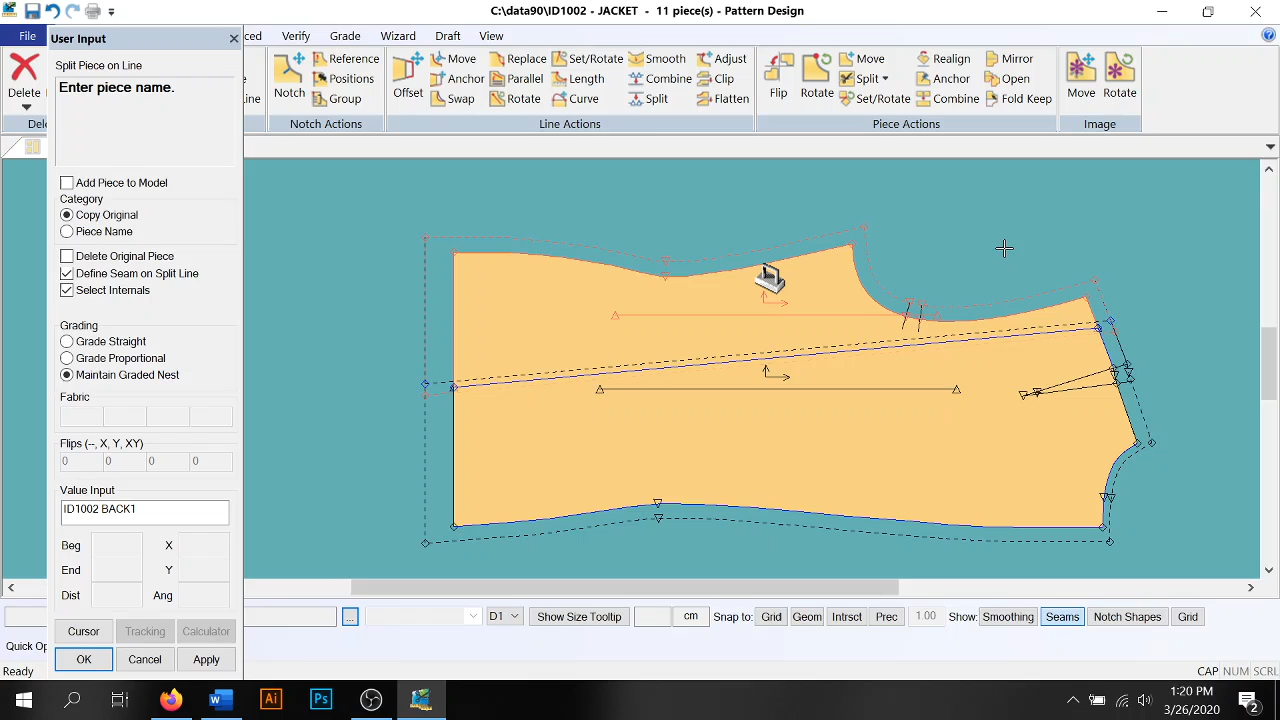 C:\data90\ID1002 - JACKET - 11 piece(s) - Pattern Design
File
ced
Verify
Grade
Wizard
Draft
View
User Input
Split Piece on Line
Enter piece name.
Add Piece to Model
Category
Copy Original
Piece Name
Delete Original Piece
Define Seam on Split Line
Select Internals
Grading
Grade Straight
Grade Proportional
Maintain Graded Nest
Fabric
Flips (--, X, Y, XY)
0 0 0 0
Value Input
ID1002 BACK1
Beg X
End Y
Dist Ang
Cursor Tracking Calculator
OK Cancel Apply
Delete
Del
Line
Notch
Reference
Positions
Group
Notch Actions
Offset
Move
Anchor
Swap
Replace
Parallel
Rotate
Set/Rotate
Length
Curve
Smooth
Combine
Split
Adjust
Clip
Flatten
Line Actions
Flip
Rotate
Move
Split
Set/Rotate
Realign
Anchor
Combine
Mirror
Open
Fold Keep
Piece Actions
Move
Rotate
Image
... D1 Show Size Tooltip cm Snap to: Grid Geom Intrsct Prec 1.00 Show: Smoothing Seams Notch Shapes Grid
Quick Op
Ready
CAP NUM SCRL
Ai
Ps
1:20 PM
3/26/2020
2